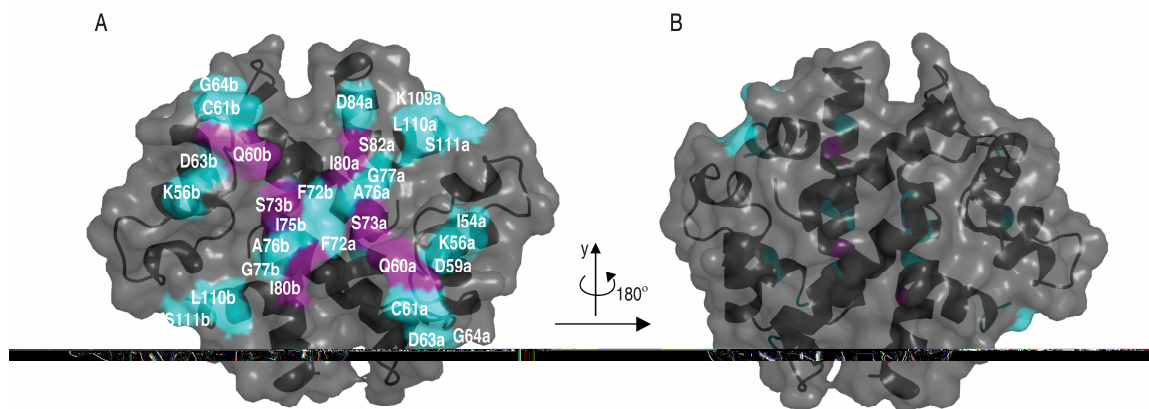 A
B
G64b
C61b
D84a
K109a
L110a
S82a
S111a
Q60b
D63b
I80a
G77a
K56b
F72b
A76a
S73b
I75b
S73a
I54a
A76b
F72a
K56a
G77b
Q60a
D59a
I80b
L110b
S111b
C61a
D63a
G64a
y
180°